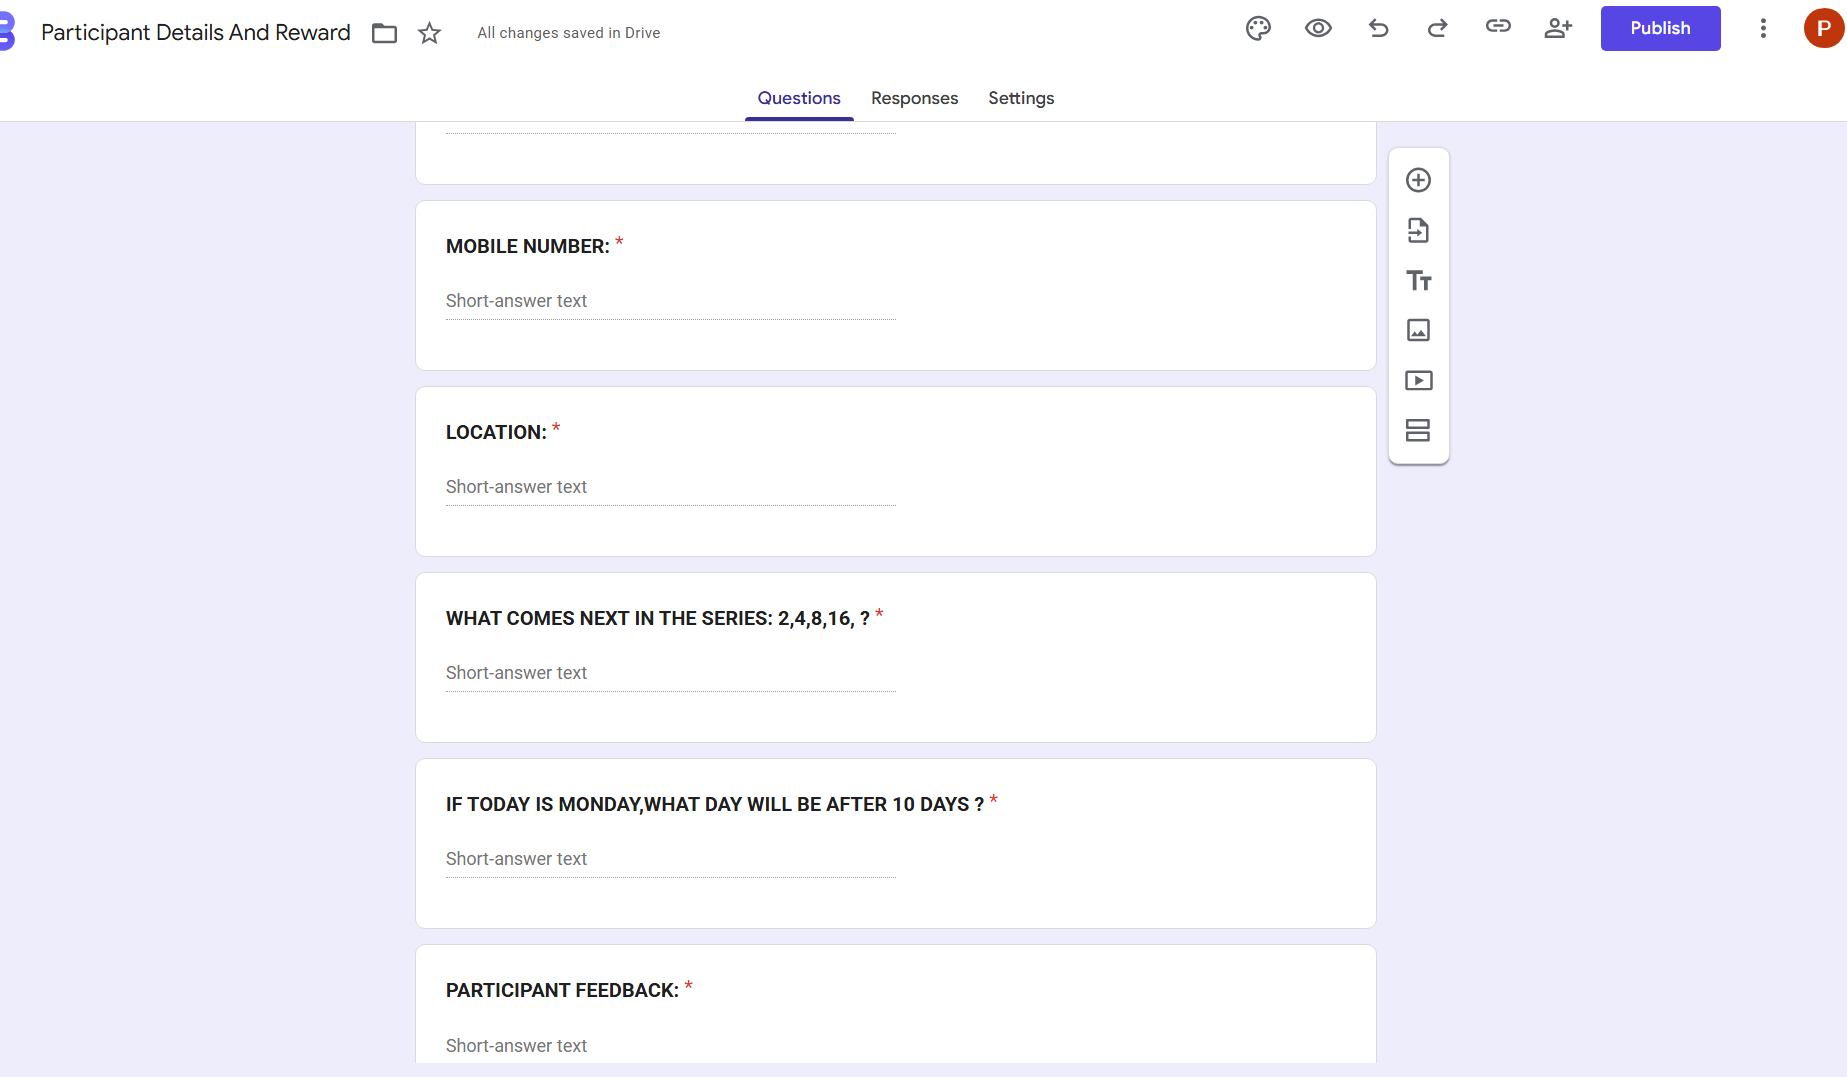 Participant Details And Reward
All changes saved in Drive
Publish
P
Questions
Responses
Settings
MOBILE NUMBER: *
Short-answer text
LOCATION: *
Short-answer text
WHAT COMES NEXT IN THE SERIES: 2,4,8,16, ? *
Short-answer text
IF TODAY IS MONDAY,WHAT DAY WILL BE AFTER 10 DAYS ? *
Short-answer text
PARTICIPANT FEEDBACK: *
Short-answer text